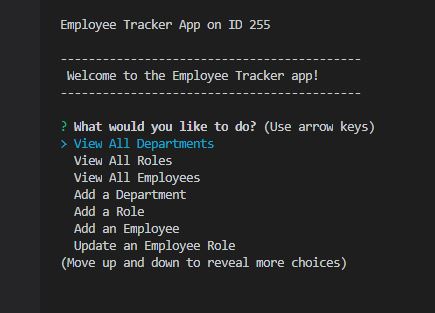 Employee Tracker App on ID 255
-----------------------------------------
Welcome to the Employee Tracker app!
-----------------------------------------
? What would you like to do? (Use arrow keys)
> View All Departments
View All Roles
View All Employees
Add a Department
Add a Role
Add an Employee
Update an Employee Role
(Move up and down to reveal more choices)